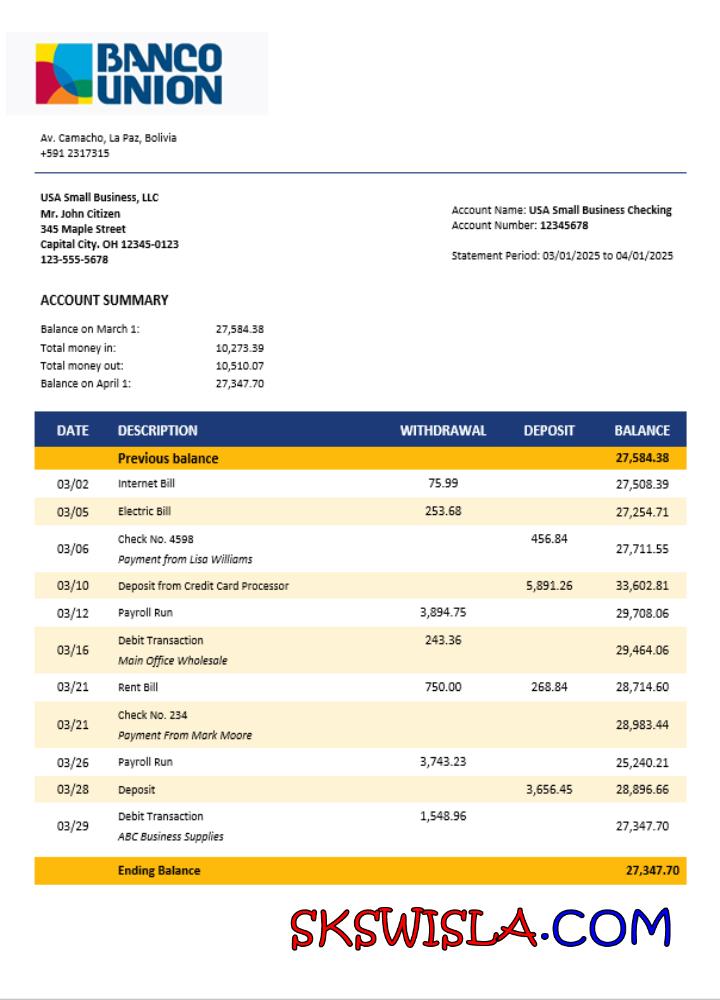 BANCO
UNION
Av. Camacho, La Paz, Bolivia
+591 2317315
USA Small Business, LLC
Mr. John Citizen
345 Maple Street
Capital City. OH 12345-0123
123-555-5678
Account Name: USA Small Business Checking
Account Number: 12345678
Statement Period: 03/01/2025 to 04/01/2025
ACCOUNT SUMMARY
Balance on March 1: 27,584.38
Total money in: 10,273.39
Total money out: 10,510.07
Balance on April 1: 27,347.70
DATE DESCRIPTION WITHDRAWAL DEPOSIT BALANCE
Previous balance 27,584.38
03/02 Internet Bill 75.99 27,508.39
03/05 Electric Bill 253.68 27,254.71
03/06 Check No. 4598 456.84 27,711.55
Payment from Lisa Williams
03/10 Deposit from Credit Card Processor 5,891.26 33,602.81
03/12 Payroll Run 3,894.75 29,708.06
03/16 Debit Transaction 243.36 29,464.06
Main Office Wholesale
03/21 Rent Bill 750.00 268.84 28,714.60
03/21 Check No. 234 28,983.44
Payment From Mark Moore
03/26 Payroll Run 3,743.23 25,240.21
03/28 Deposit 3,656.45 28,896.66
03/29 Debit Transaction 1,548.96 27,347.70
ABC Business Supplies
Ending Balance 27,347.70
SKSWISLA.COM